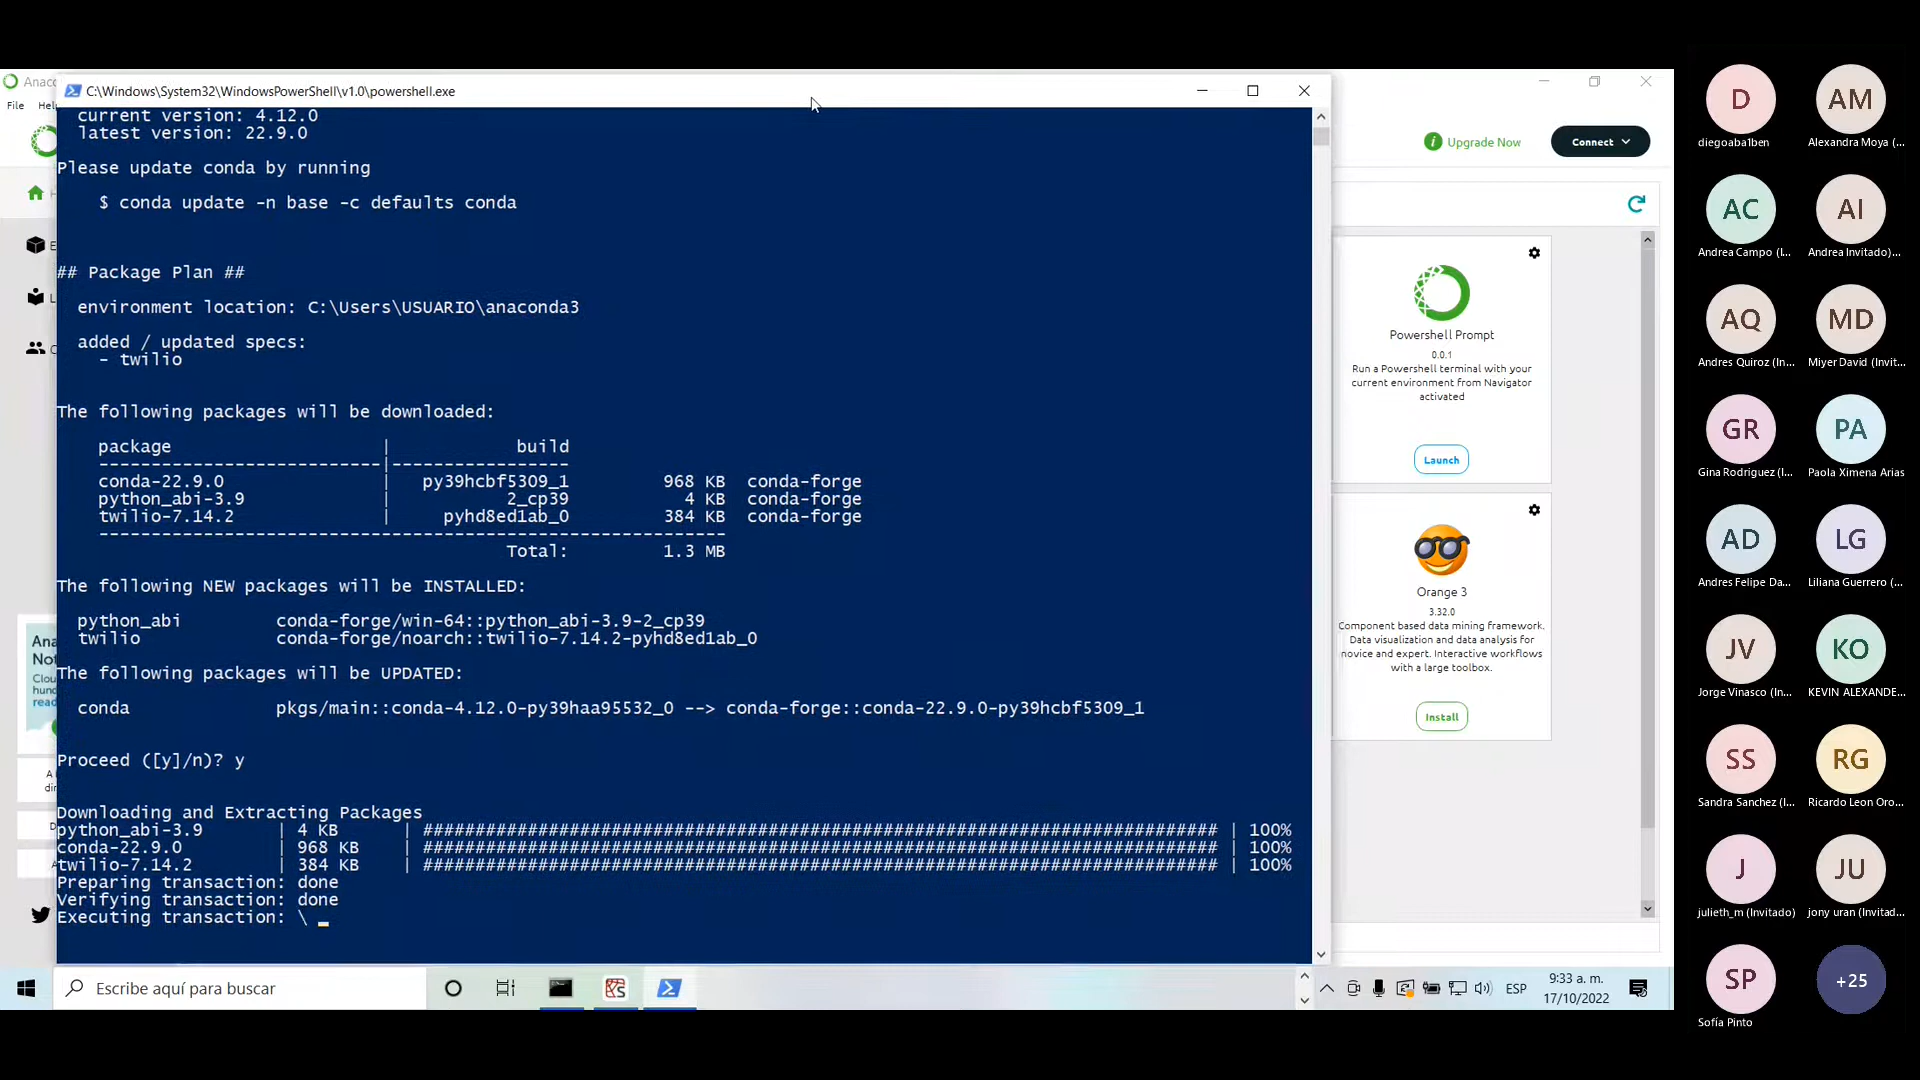 Anaco
C:\Windows\System32\WindowsPowerShell\v1.0\powershell.exe
File Hel
current version: 4.12.0
latest version: 22.9.0
Please update conda by running
$ conda update -n base -c defaults conda
## Package Plan ##
environment location: C:\Users\USUARIO\anaconda3
added / updated specs:
- twilio
The following packages will be downloaded:
package | build
---------------------------|-----------------
conda-22.9.0 | py39hcbf5309_1 968 KB conda-forge
python_abi-3.9 | 2_cp39 4 KB conda-forge
twilio-7.14.2 | pyhd8ed1ab_0 384 KB conda-forge
------------------------------------------------------------
Total: 1.3 MB
The following NEW packages will be INSTALLED:
python_abi conda-forge/win-64::python_abi-3.9-2_cp39
twilio conda-forge/noarch::twilio-7.14.2-pyhd8ed1ab_0
The following packages will be UPDATED:
conda pkgs/main::conda-4.12.0-py39haa95532_0 --> conda-forge::conda-22.9.0-py39hcbf5309_1
Proceed ([y]/n)? y
Downloading and Extracting Packages
python_abi-3.9 | 4 KB | ############################################################################ | 100%
conda-22.9.0 | 968 KB | ############################################################################ | 100%
twilio-7.14.2 | 384 KB | ############################################################################ | 100%
Preparing transaction: done
Verifying transaction: done
Executing transaction: \
Ana
Not
Clou
hund
read
Upgrade Now
Connect
Powershell Prompt
0.0.1
Run a Powershell terminal with your
current environment from Navigator
activated
Launch
Orange 3
3.32.0
Component based data mining framework.
Data visualization and data analysis for
novice and expert. Interactive workflows
with a large toolbox.
Install
Escribe aquí para buscar
ESP
9:33 a. m.
17/10/2022
D
diegoaba1ben
AM
Alexandra Moya (...
AC
Andrea Campo (I...
AI
Andrea Invitado)...
AQ
Andres Quiroz (In...
MD
Miyer David (Invit...
GR
Gina Rodriguez (I...
PA
Paola Ximena Arias
AD
Andres Felipe Da...
LG
Liliana Guerrero (...
JV
Jorge Vinasco (In...
KO
KEVIN ALEXANDE...
SS
Sandra Sanchez (I...
RG
Ricardo Leon Oro...
J
julieth_m (Invitado)
JU
jony uran (Invitad...
SP
Sofía Pinto
+25